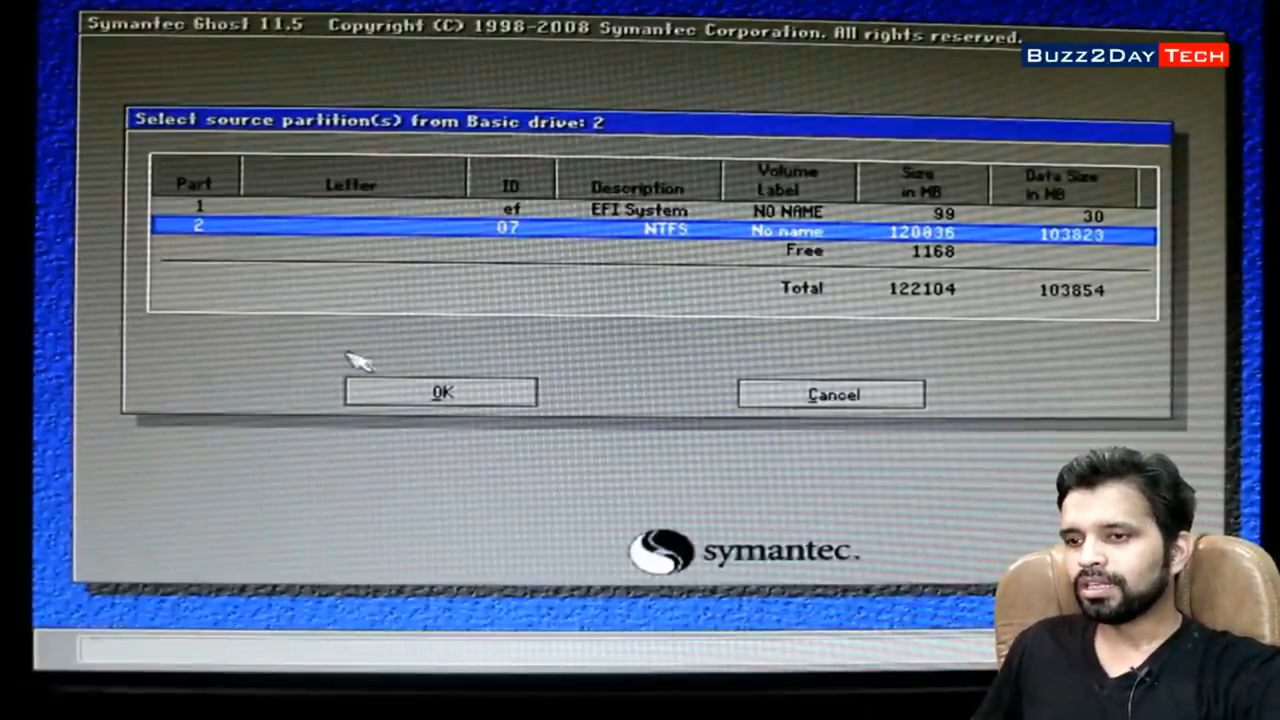 Symantec Ghost 11.5 Copyright (C) 1998-2008 Symantec Corporation. All rights reserved.
Buzz2Day Tech
Select source partition(s) from Basic drive: 2
Part Letter ID Description Volume Label Size in MB Data Size in MB
1 ef EFI System NO NAME 99 30
2 07 NTFS No name 120836 103823
Free 1168
Total 122104 103854
OK Cancel
symantec.